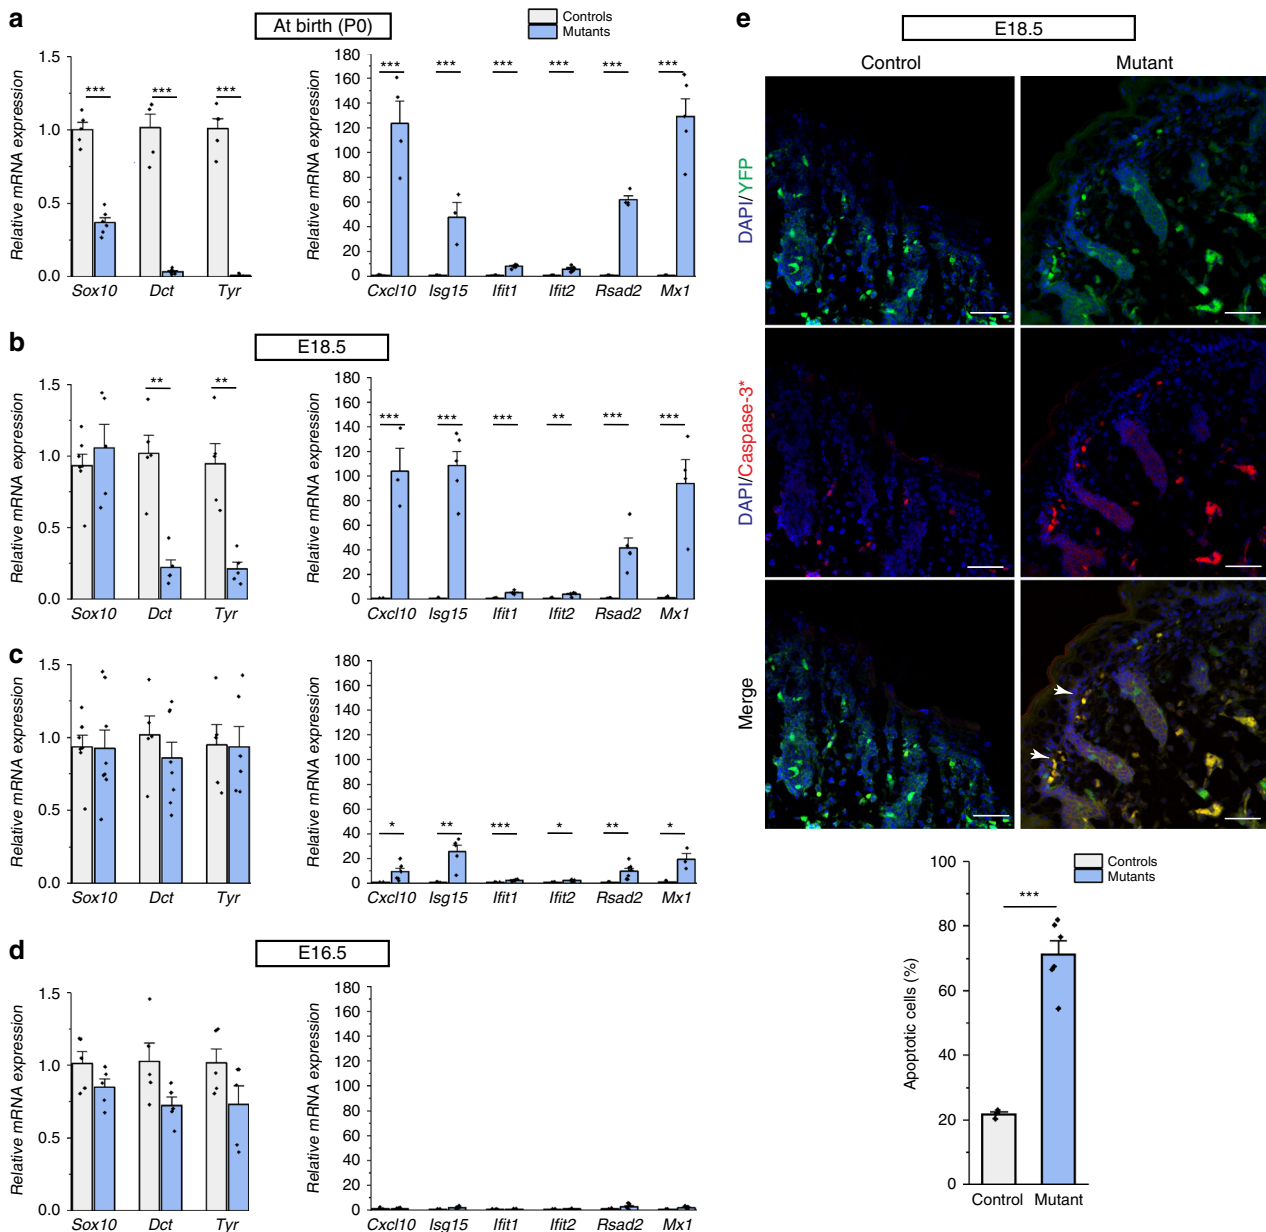 a
At birth (P0)
Controls
Mutants
Relative mRNA expression
1.5
1.0
0.5
0.0
***
***
***
Sox10
Dct
Tyr
Relative mRNA expression
180
160
140
120
100
80
60
40
20
0
***
***
***
***
***
***
Cxcl10
Isg15
Ifit1
Ifit2
Rsad2
Mx1
b
E18.5
Relative mRNA expression
1.5
1.0
0.5
0.0
**
**
Sox10
Dct
Tyr
Relative mRNA expression
180
160
140
120
100
80
60
40
20
0
***
***
***
**
***
***
Cxcl10
Isg15
Ifit1
Ifit2
Rsad2
Mx1
c
Relative mRNA expression
1.5
1.0
0.5
0.0
Sox10
Dct
Tyr
Relative mRNA expression
180
160
140
120
100
80
60
40
20
0
*
**
***
*
**
*
Cxcl10
Isg15
Ifit1
Ifit2
Rsad2
Mx1
d
E16.5
Relative mRNA expression
1.5
1.0
0.5
0.0
Sox10
Dct
Tyr
Relative mRNA expression
180
160
140
120
100
80
60
40
20
0
Cxcl10
Isg15
Ifit1
Ifit2
Rsad2
Mx1
e
E18.5
Control
Mutant
DAPI/YFP
DAPI/Caspase-3*
Merge
Controls
Mutants
Apoptotic cells (%)
100
80
60
40
20
0
***
Control
Mutant